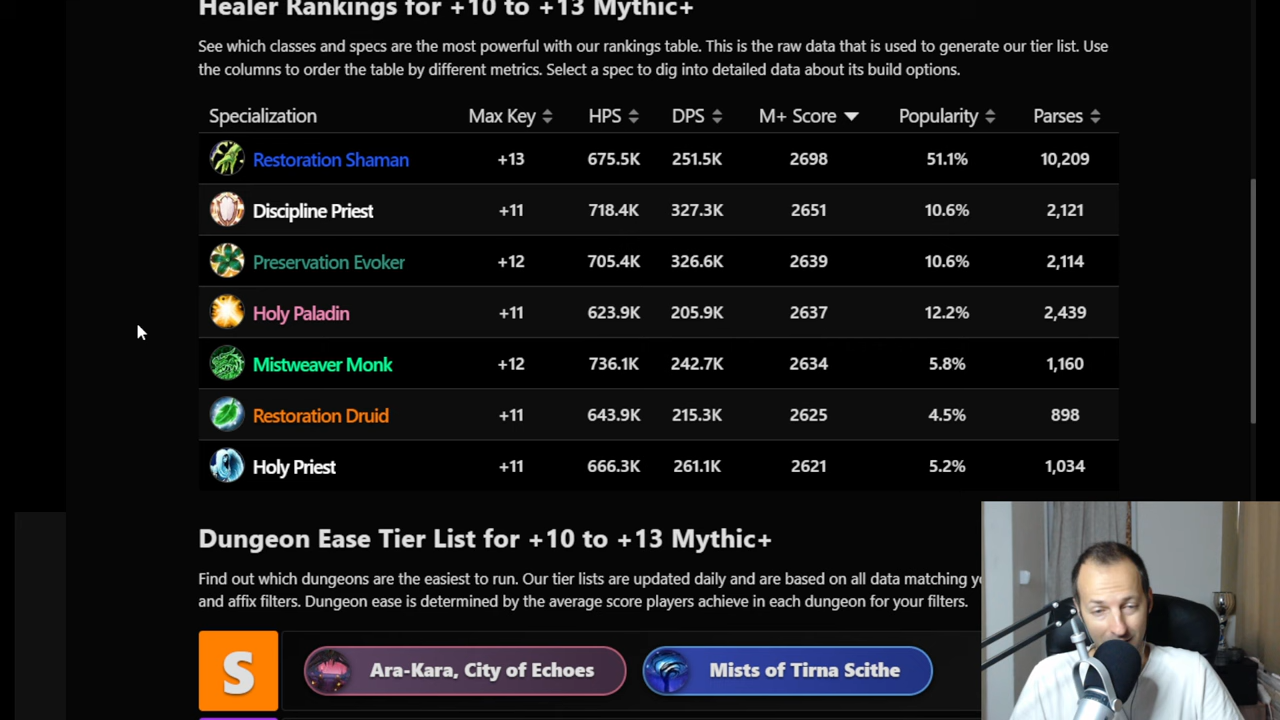 Healer Rankings for +10 to +13 Mythic+
See which classes and specs are the most powerful with our rankings table. This is the raw data that is used to generate our tier list. Use
the columns to order the table by different metrics. Select a spec to dig into detailed data about its build options.
Specialization Max Key HPS DPS M+ Score Popularity Parses
Restoration Shaman +13 675.5K 251.5K 2698 51.1% 10,209
Discipline Priest +11 718.4K 327.3K 2651 10.6% 2,121
Preservation Evoker +12 705.4K 326.6K 2639 10.6% 2,114
Holy Paladin +11 623.9K 205.9K 2637 12.2% 2,439
Mistweaver Monk +12 736.1K 242.7K 2634 5.8% 1,160
Restoration Druid +11 643.9K 215.3K 2625 4.5% 898
Holy Priest +11 666.3K 261.1K 2621 5.2% 1,034
Dungeon Ease Tier List for +10 to +13 Mythic+
Find out which dungeons are the easiest to run. Our tier lists are updated daily and are based on all data matching
and affix filters. Dungeon ease is determined by the average score players achieve in each dungeon for your filters.
S Ara-Kara, City of Echoes Mists of Tirna Scithe